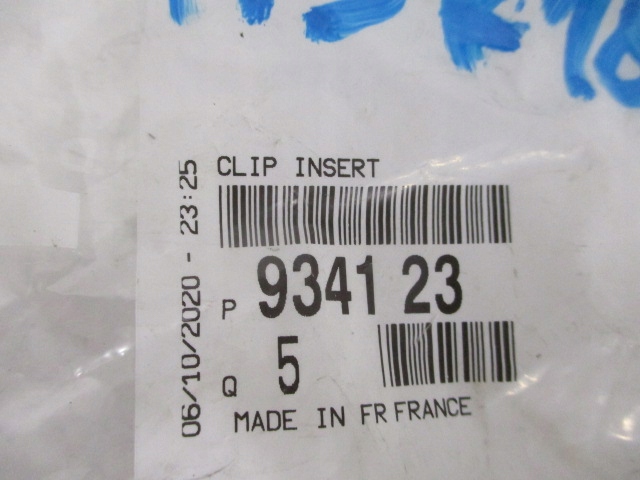 CLIP INSERT
P 9341 23
Q 5
MADE IN FR FRANCE
06/10/2020 - 23:25